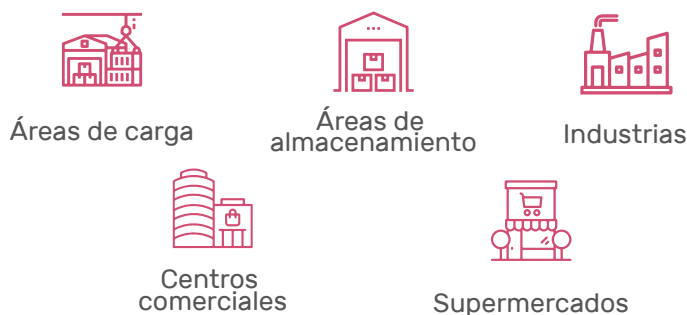 Áreas de carga
Áreas de
almacenamiento
Industrias
Centros
comerciales
Supermercados